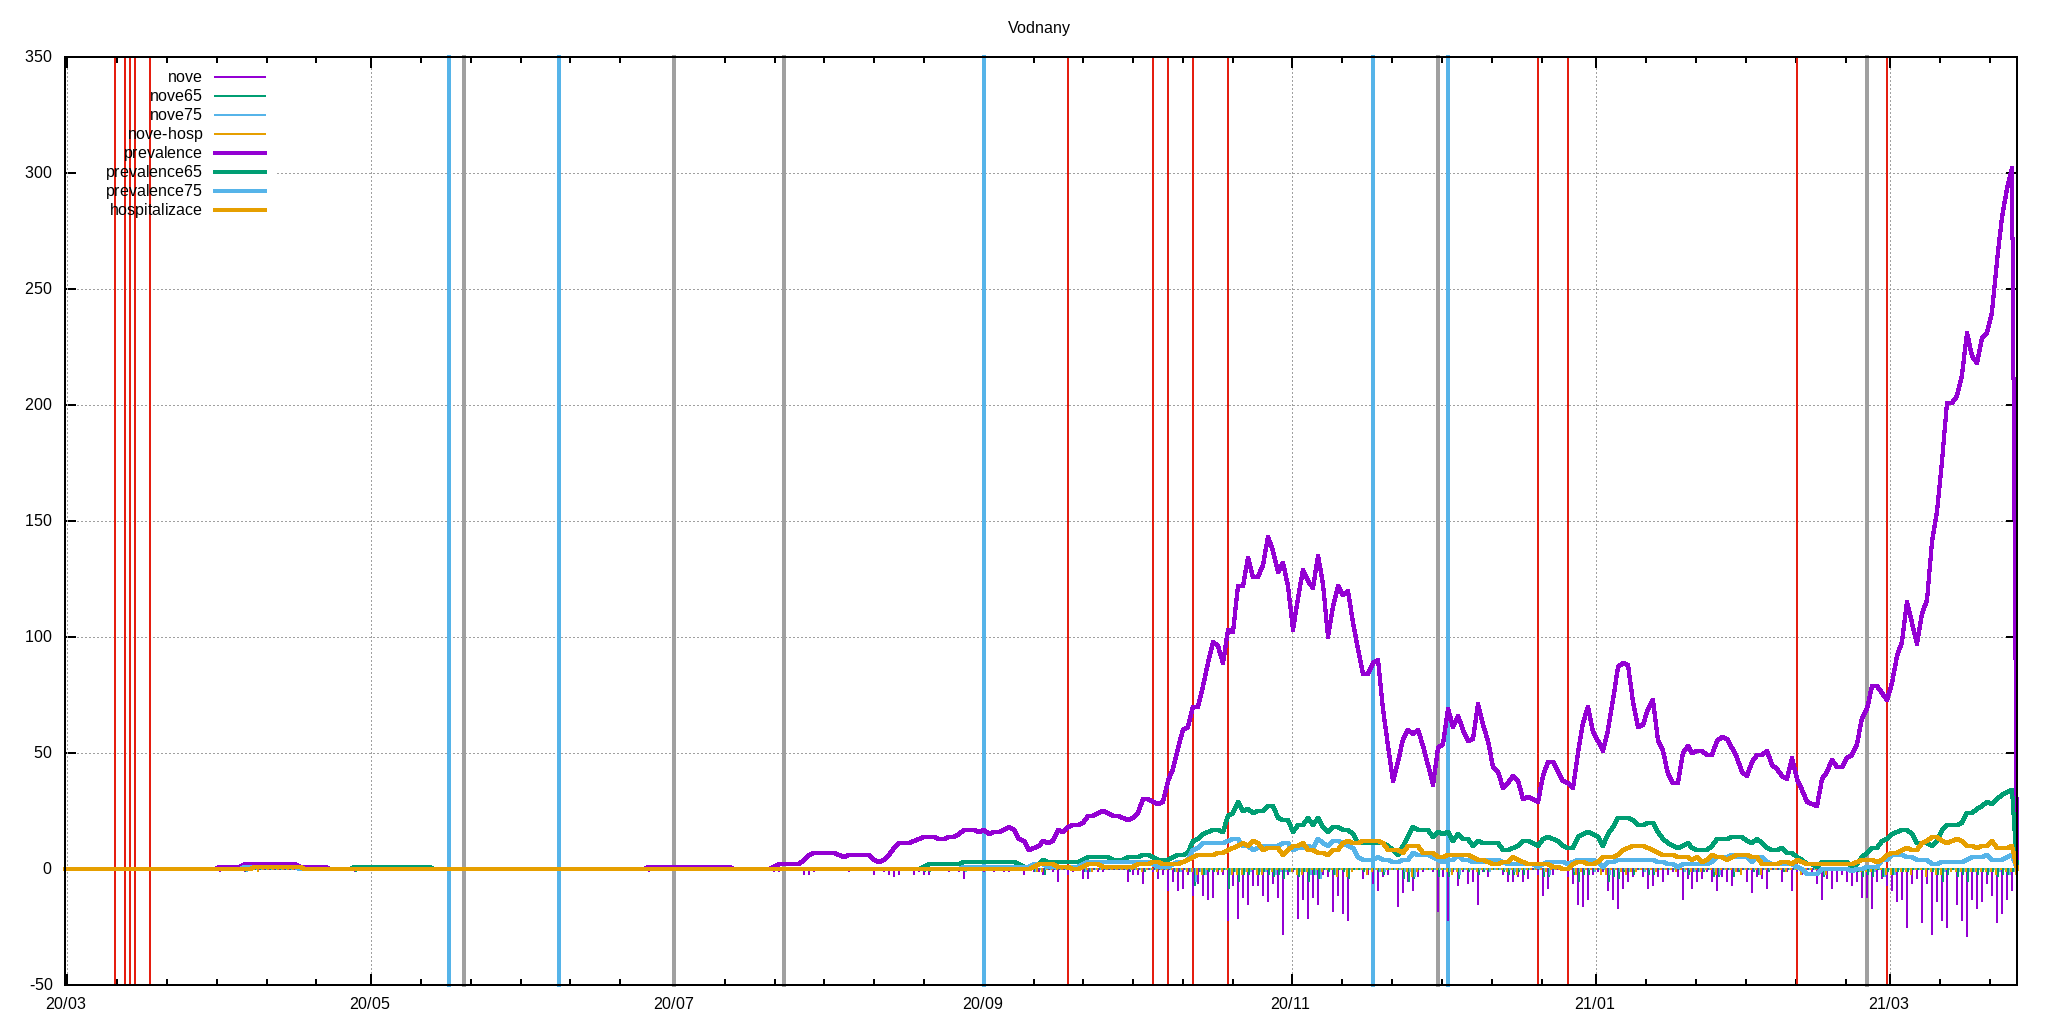 Vodnany
350
300
250
200
150
100
50
0
-50
nove
nove65
nove75
nove-hosp
prevalence
prevalence65
prevalence75
hospitalizace
20/03 20/05 20/07 20/09 20/11 21/01 21/03